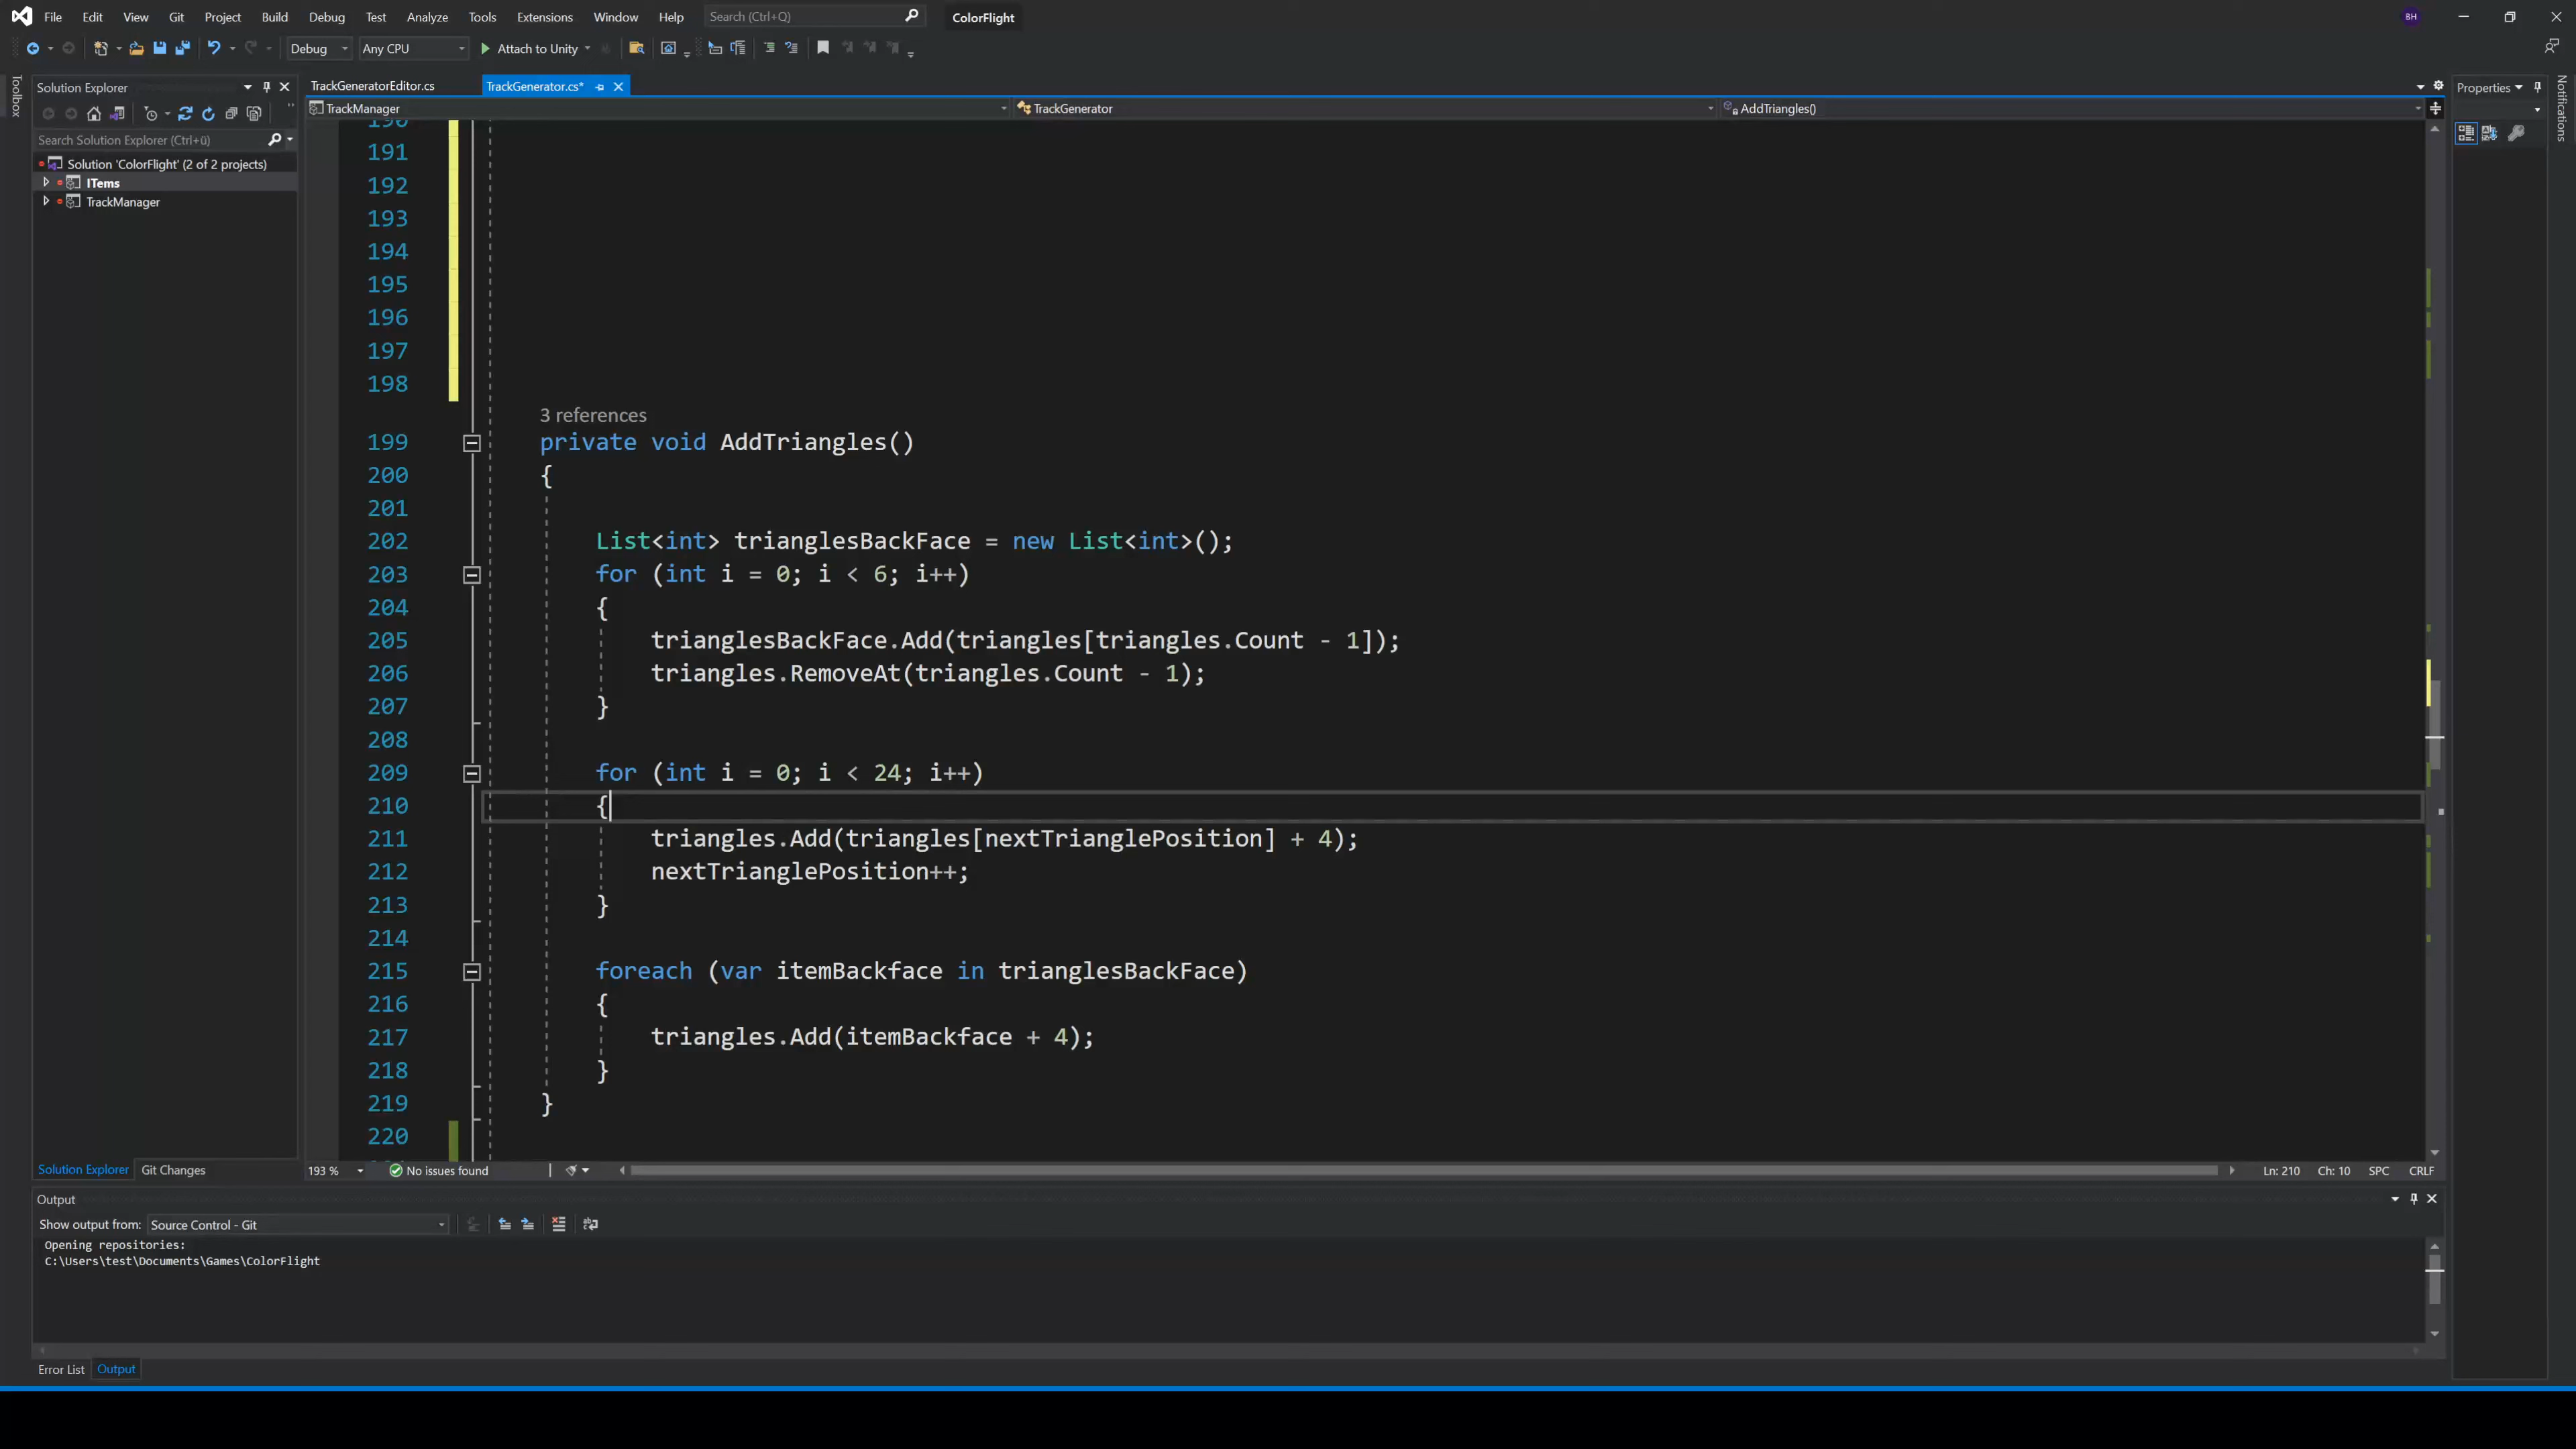 File Edit View Git Project Build Debug Test Analyze Tools Extensions Window Help Search (Ctrl+Q) ColorFlight BH
Debug Any CPU Attach to Unity
Toolbox
Solution Explorer
Search Solution Explorer (Ctrl+ü)
Solution 'ColorFlight' (2 of 2 projects)
ITems
TrackManager
Solution Explorer Git Changes
TrackGeneratorEditor.cs TrackGenerator.cs*
TrackManager TrackGenerator AddTriangles()
190
191
192
193
194
195
196
197
198
3 references
199 private void AddTriangles()
200 {
201
202 List<int> trianglesBackFace = new List<int>();
203 for (int i = 0; i < 6; i++)
204 {
205 trianglesBackFace.Add(triangles[triangles.Count - 1]);
206 triangles.RemoveAt(triangles.Count - 1);
207 }
208
209 for (int i = 0; i < 24; i++)
210 {
211 triangles.Add(triangles[nextTrianglePosition] + 4);
212 nextTrianglePosition++;
213 }
214
215 foreach (var itemBackface in trianglesBackFace)
216 {
217 triangles.Add(itemBackface + 4);
218 }
219 }
220
193 % No issues found Ln: 210 Ch: 10 SPC CRLF
Properties
Notifications
Output
Show output from: Source Control - Git
Opening repositories:
C:\Users\test\Documents\Games\ColorFlight
Error List Output